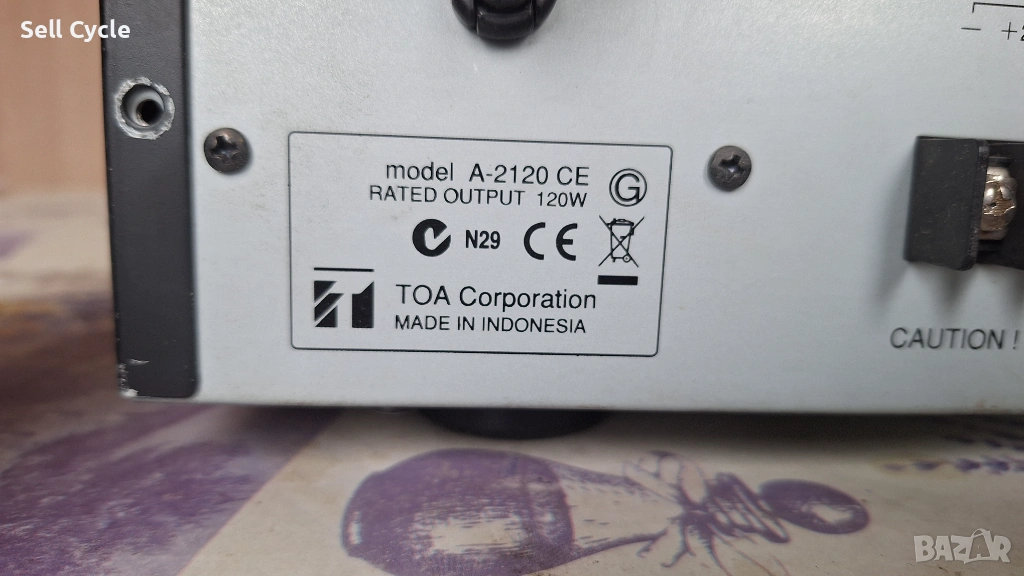 Sell Cycle
model A-2120 CE
RATED OUTPUT 120W
G
N29 CE
TOA Corporation
MADE IN INDONESIA
CAUTION !
BAZAR